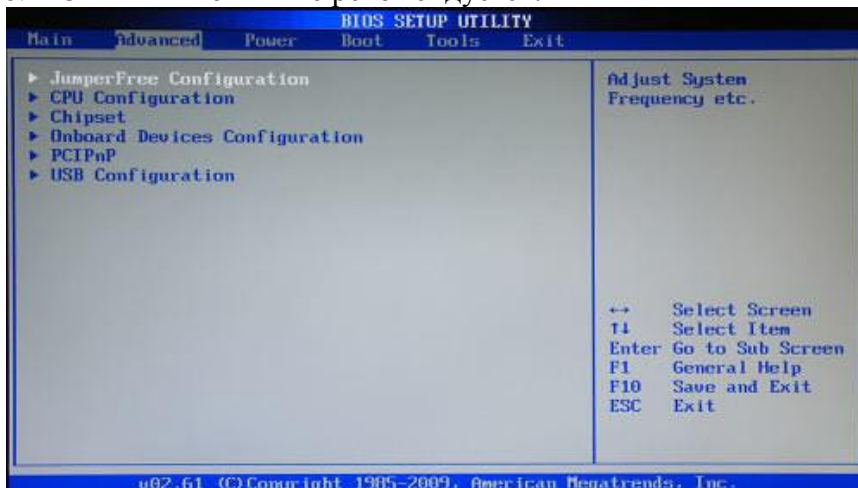 BIOS SETUP UTILITY
Main Advanced Power Boot Tools Exit
► JumperFree Configuration
► CPU Configuration
► Chipset
► Onboard Devices Configuration
► PCIPnP
► USB Configuration
Adjust System
Frequency etc.
↔ Select Screen
↑↓ Select Item
Enter Go to Sub Screen
F1 General Help
F10 Save and Exit
ESC Exit
v02.61 (C)Copyright 1985-2009, American Megatrends, Inc.